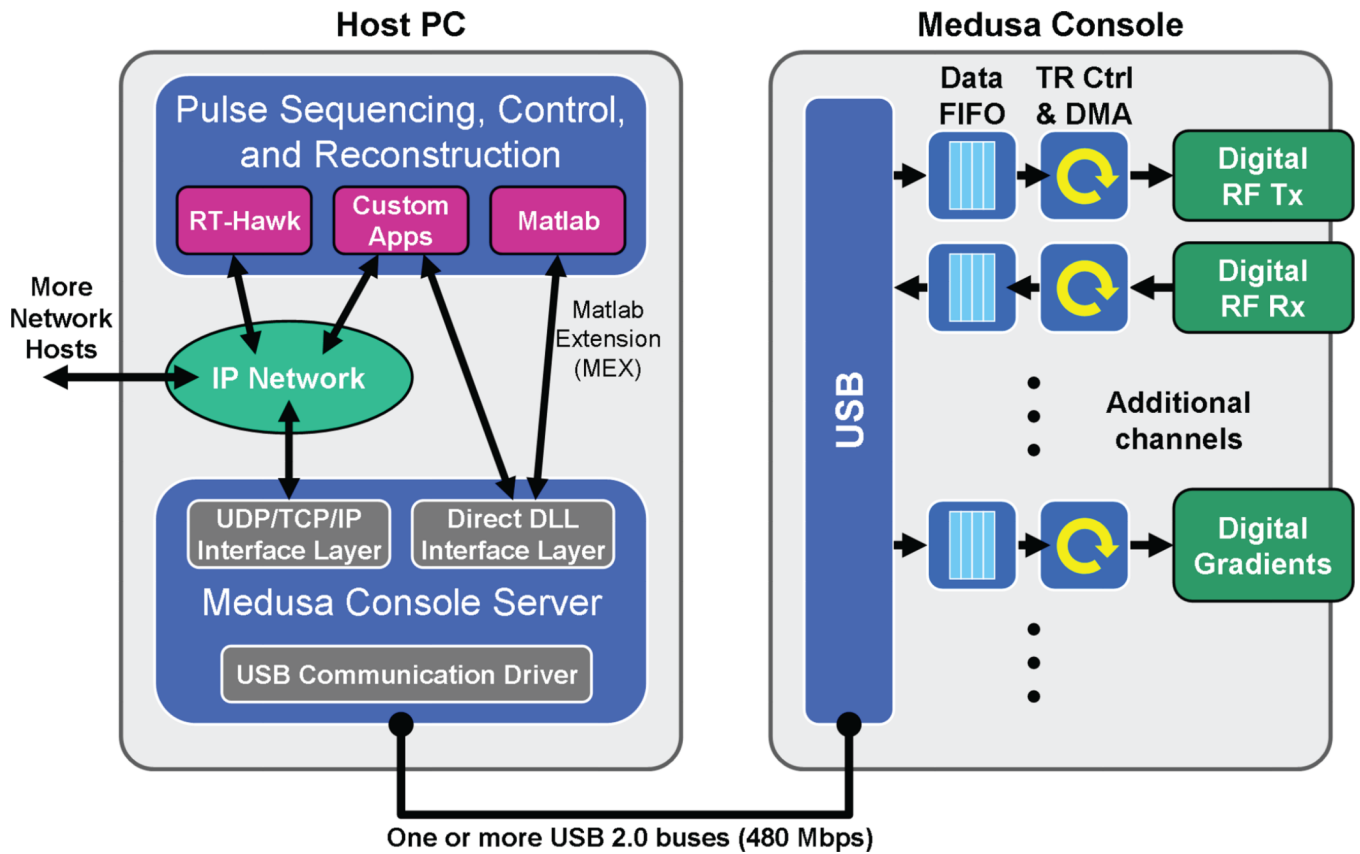 Host PC
Pulse Sequencing, Control,
and Reconstruction
RT-Hawk
Custom
Apps
Matlab
More
Network
Hosts
IP Network
Matlab
Extension
(MEX)
UDP/TCP/IP
Interface Layer
Direct DLL
Interface Layer
Medusa Console Server
USB Communication Driver
One or more USB 2.0 buses (480 Mbps)
Medusa Console
Data
FIFO
TR Ctrl
& DMA
USB
Digital
RF Tx
Digital
RF Rx
Additional
channels
Digital
Gradients